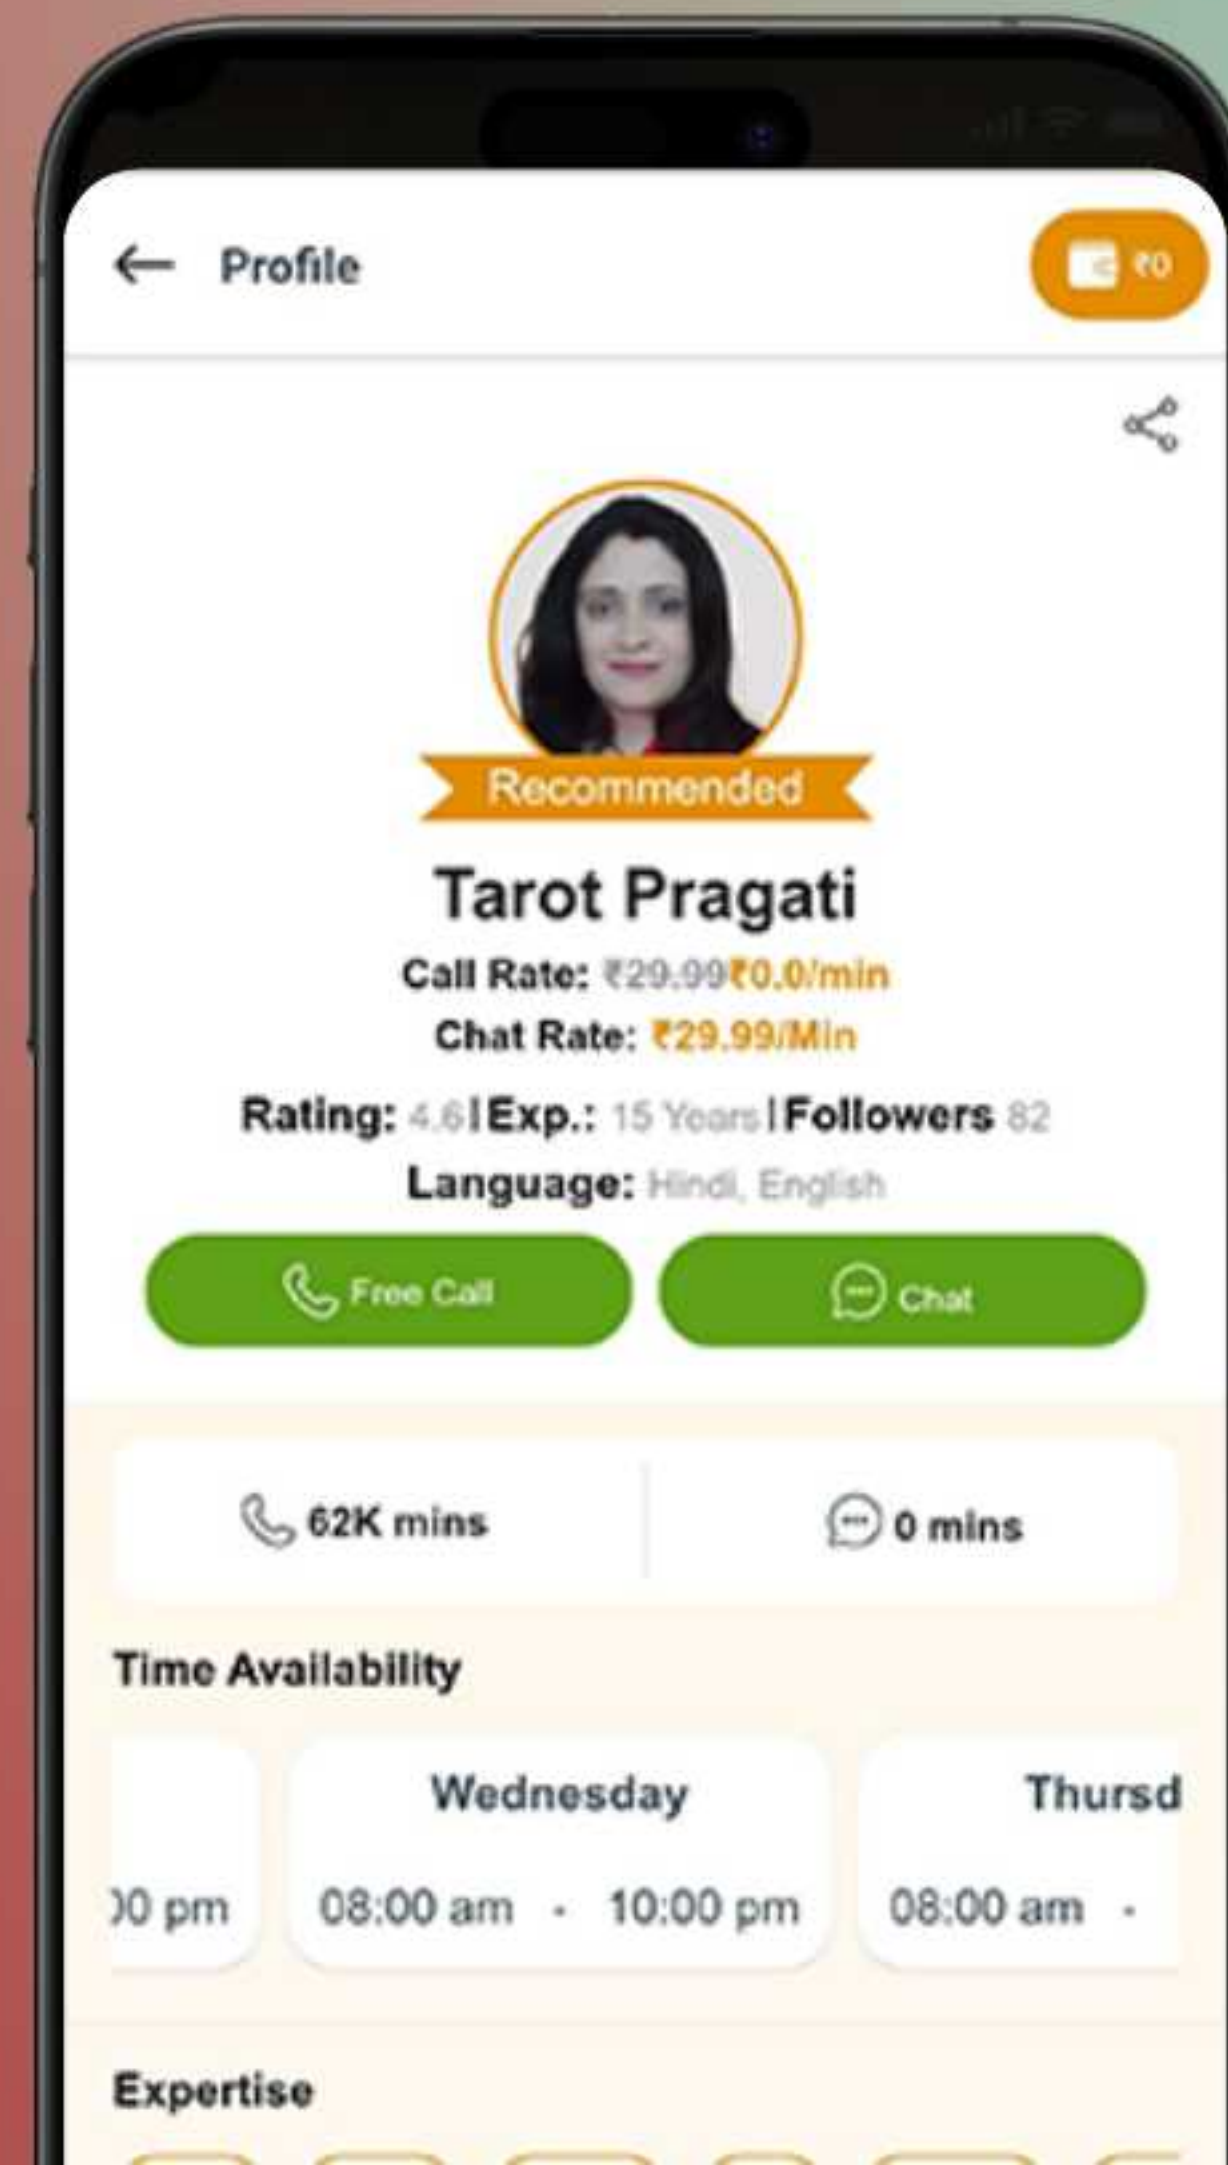 Profile
₹0
Recommended
Tarot Pragati
Call Rate: ₹29.99₹0.0/min
Chat Rate: ₹29.99/Min
Rating: 4.6|Exp.: 15 Years|Followers 82
Language: Hindi, English
Free Call
Chat
62K mins
0 mins
Time Availability
Wednesday
Thursd
00 pm
08:00 am - 10:00 pm
08:00 am -
Expertise